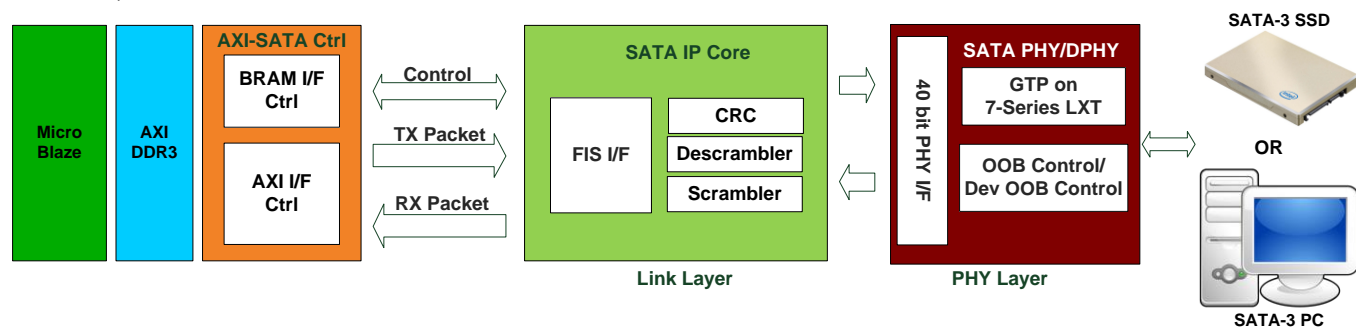 Micro
Blaze
AXI
DDR3
AXI-SATA Ctrl
BRAM I/F
Ctrl
AXI I/F
Ctrl
Control
TX Packet
RX Packet
SATA IP Core
FIS I/F
CRC
Descrambler
Scrambler
Link Layer
40 bit PHY I/F
SATA PHY/DPHY
GTP on
7-Series LXT
OOB Control/
Dev OOB Control
PHY Layer
SATA-3 SSD
OR
SATA-3 PC